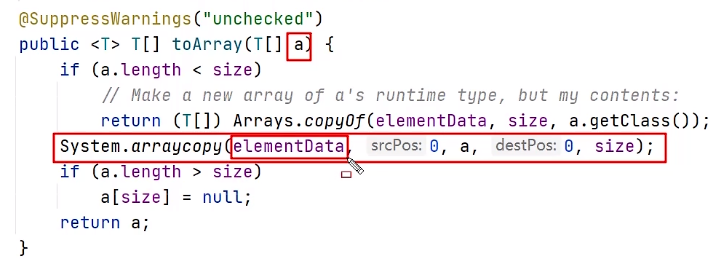 @SuppressWarnings("unchecked")
public <T> T[] toArray(T[] a) {
if (a.length < size)
// Make a new array of a's runtime type, but my contents:
return (T[]) Arrays.copyOf(elementData, size, a.getClass());
System.arraycopy(elementData, srcPos: 0, a, destPos: 0, size);
if (a.length > size)
a[size] = null;
return a;
}